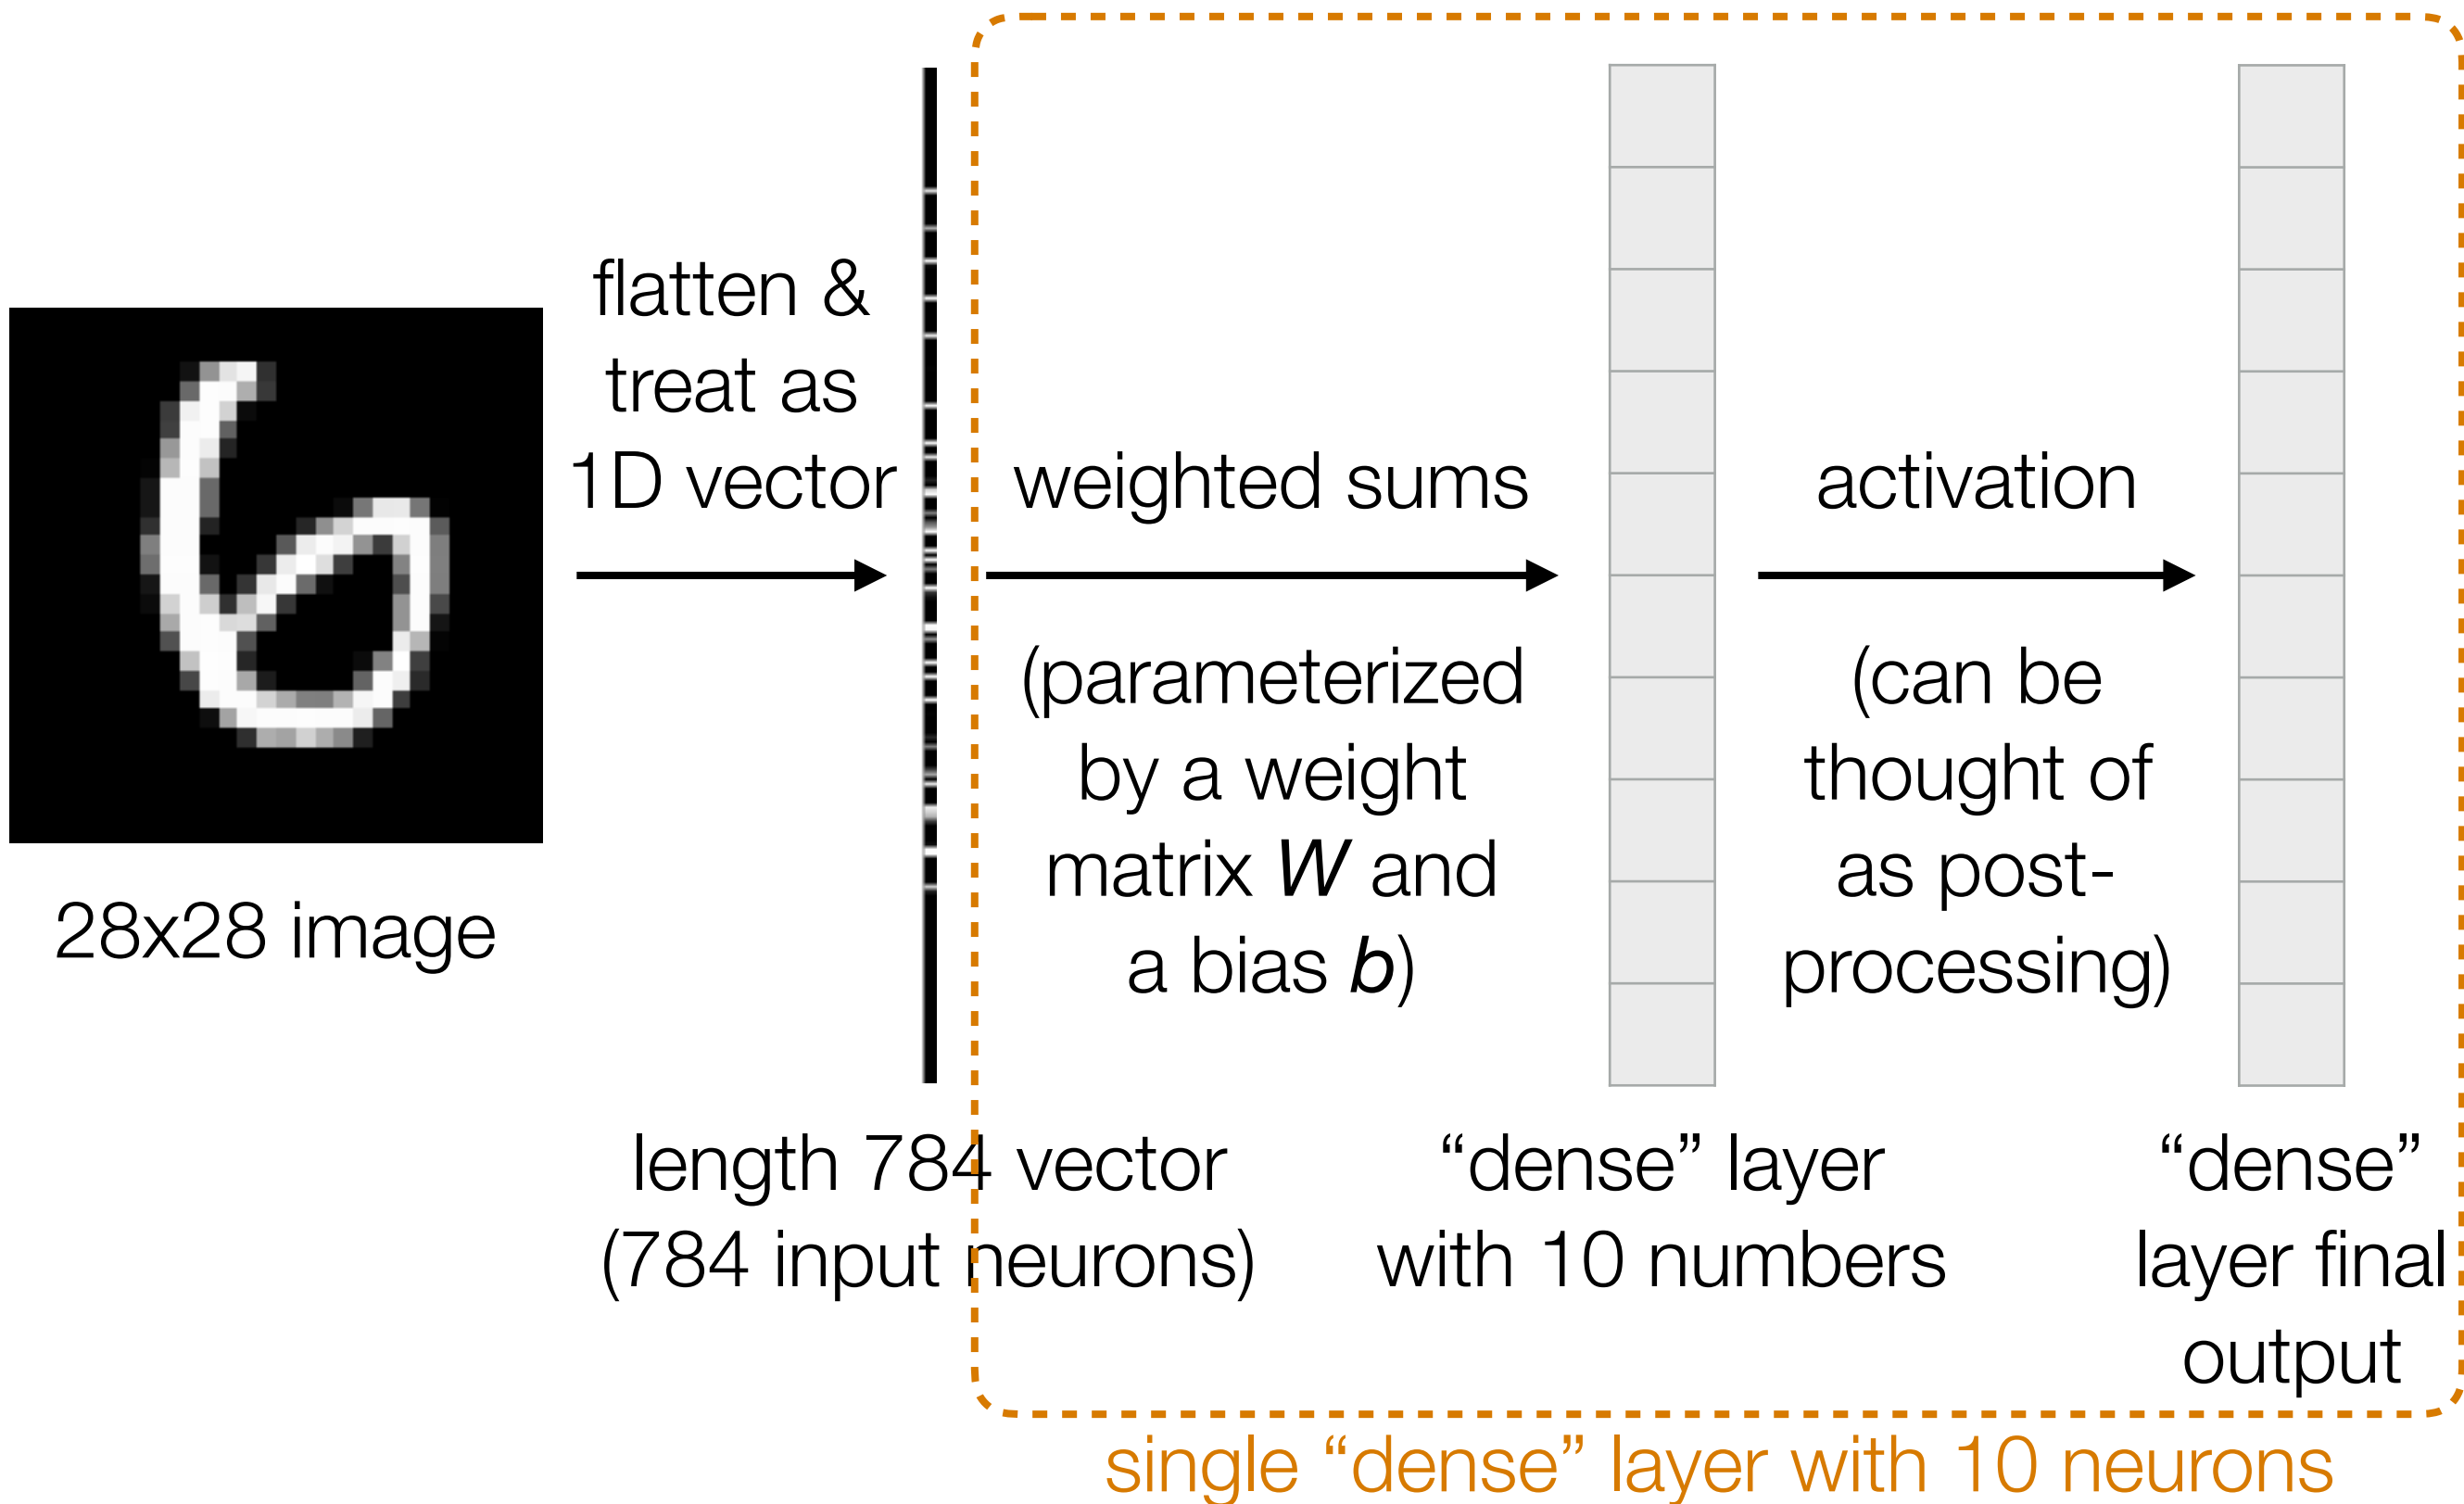 flatten &
treat as
1D vector
28x28 image
length 784 vector
(784 input neurons)
weighted sums
(parameterized
by a weight
matrix W and
a bias b)
“dense” layer
with 10 numbers
activation
(can be
thought of
as post-
processing)
“dense”
layer final
output
single “dense” layer with 10 neurons